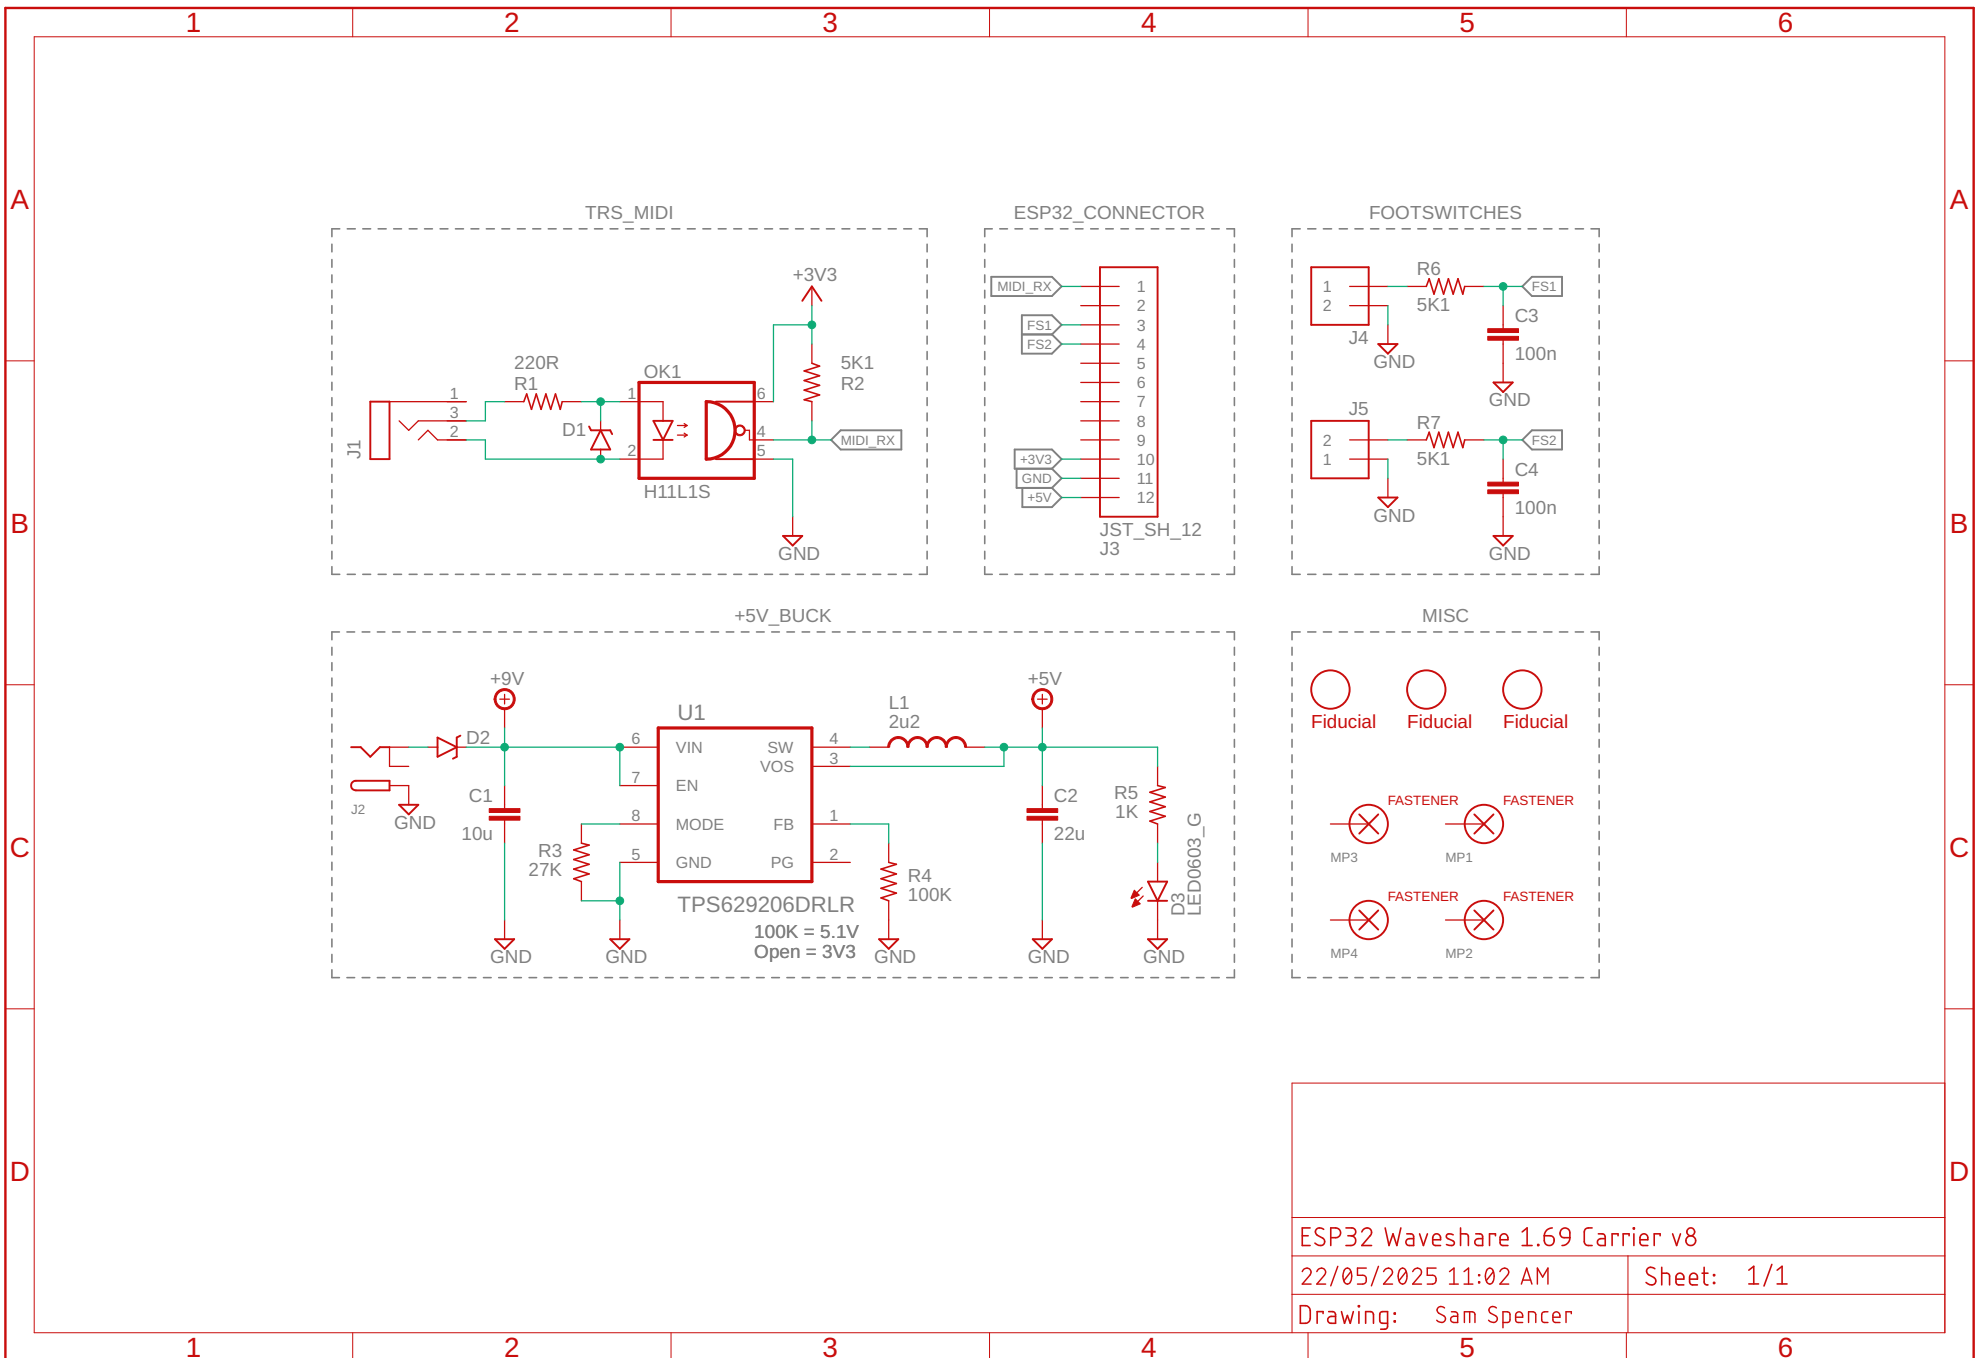 1 2 3 4 5 6
A A
B B
C C
D D
TRS_MIDI
+3V3
220R
R1
OK1
5K1
R2
1
3
2
J1
D1
1
2
6
4
5
MIDI_RX
H11L1S
GND
ESP32_CONNECTOR
MIDI_RX 1
2
FS1 3
FS2 4
5
6
7
8
9
+3V3 10
GND 11
+5V 12
JST_SH_12
J3
FOOTSWITCHES
1
2
J4
R6
5K1
FS1
C3
100n
GND
GND
J5
2
1
R7
5K1
FS2
C4
100n
GND
GND
+5V_BUCK
+9V
D2
J2
GND
C1
10u
GND
U1
6 VIN SW 4
VOS 3
7 EN
8 MODE FB 1
5 GND PG 2
R3
27K
GND
TPS629206DRLR
100K = 5.1V
Open = 3V3
L1
2u2
R4
100K
GND
+5V
C2
22u
GND
R5
1K
D3
LED0603_G
GND
MISC
Fiducial Fiducial Fiducial
FASTENER FASTENER
MP3 MP1
FASTENER FASTENER
MP4 MP2
ESP32 Waveshare 1.69 Carrier v8
22/05/2025 11:02 AM Sheet: 1/1
Drawing: Sam Spencer
1 2 3 4 5 6